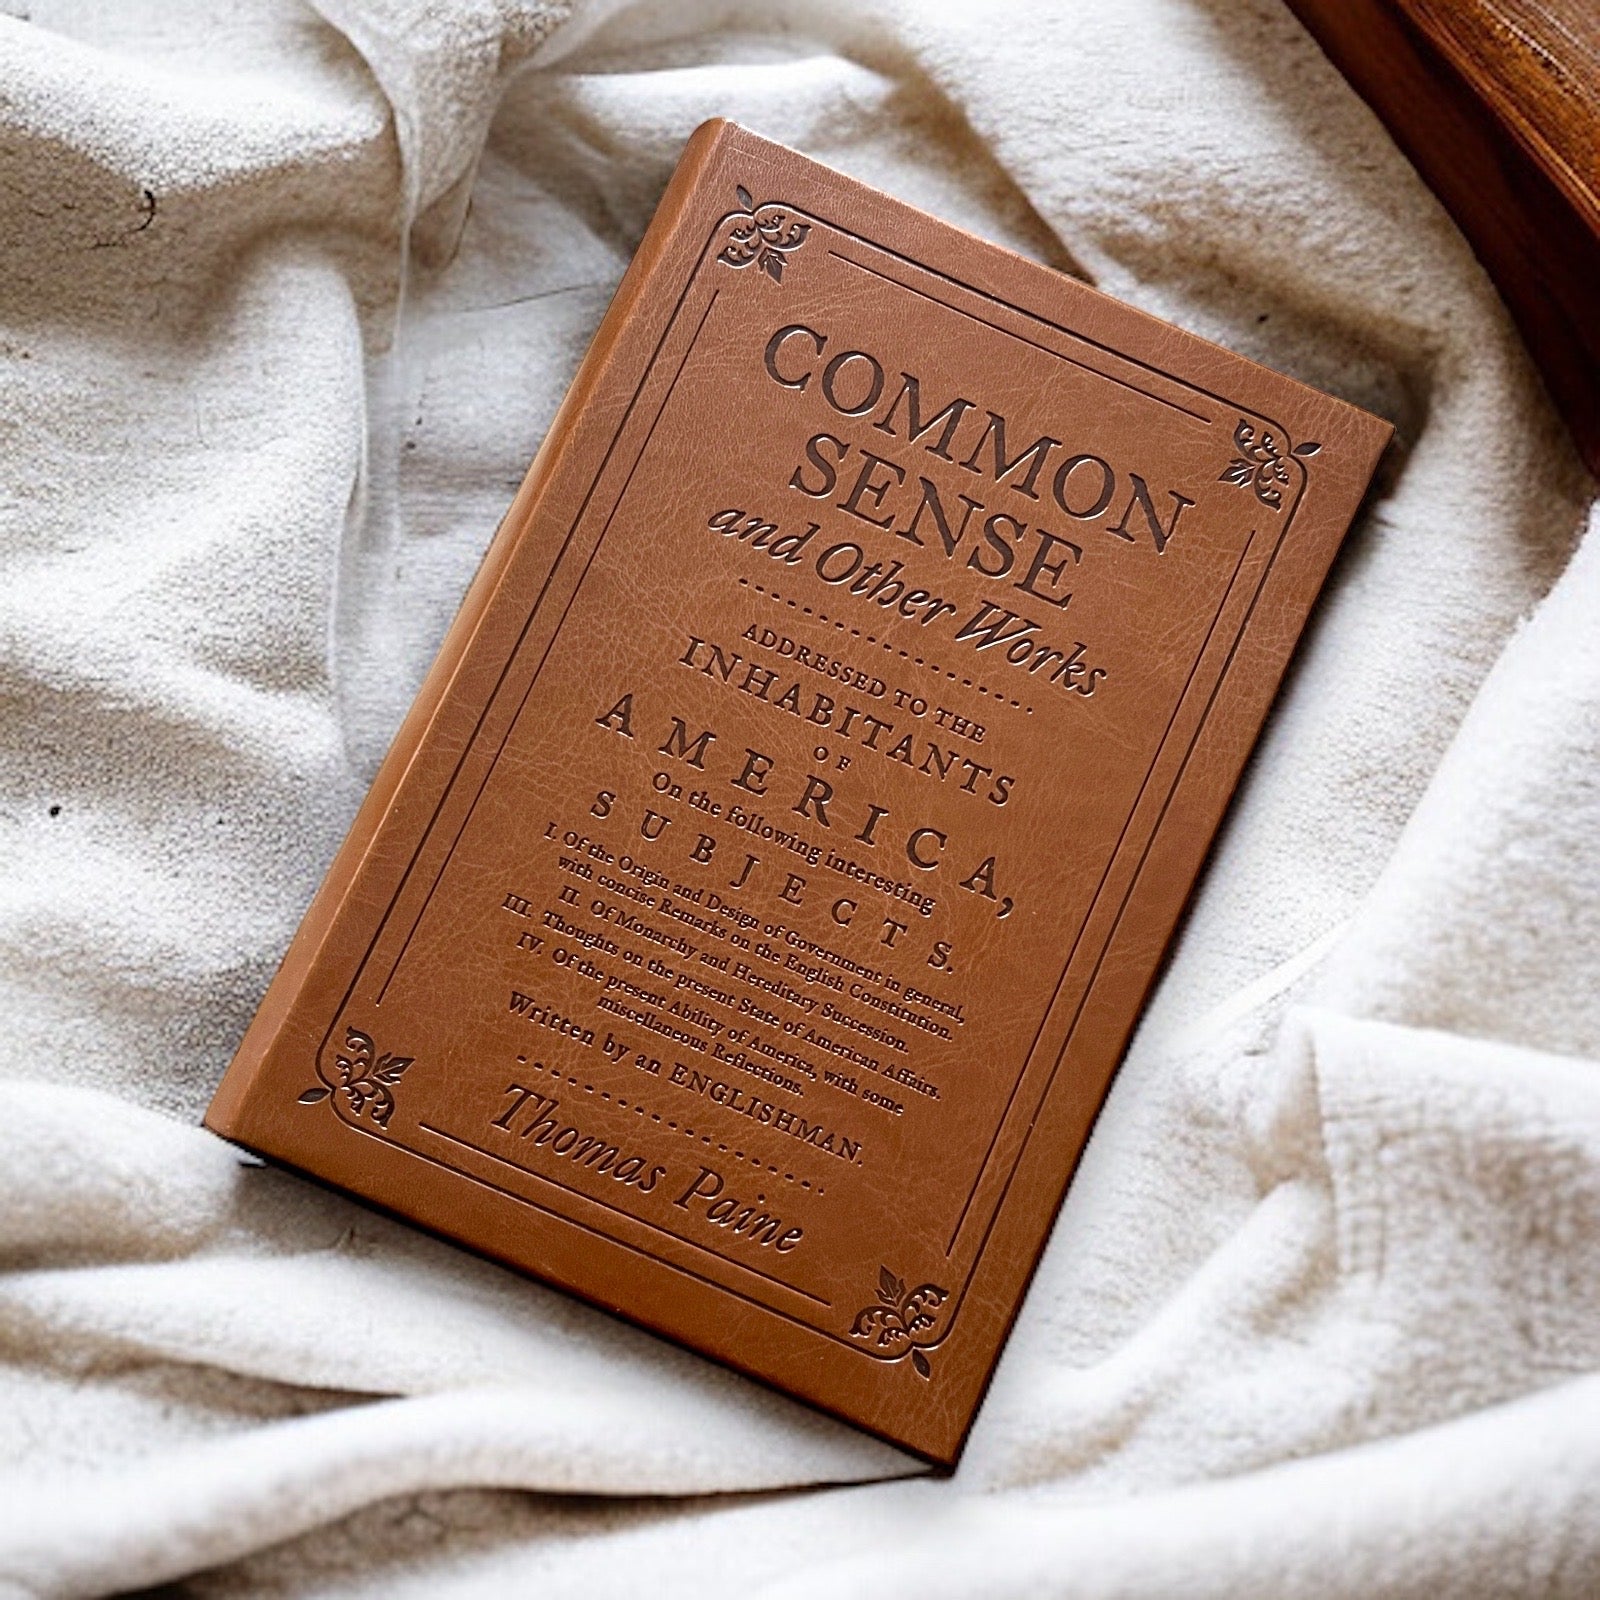 COMMON
SENSE
and Other Works
ADDRESSED TO THE
INHABITANTS
OF
AMERICA,
On the following interesting
SUBJECTS.
I. Of the Origin and Design of Government in general,
with concise Remarks on the English Constitution.
II. Of Monarchy and Hereditary Succession.
III. Thoughts on the present State of American Affairs.
IV. Of the present Ability of America, with some
miscellaneous Reflections.
Written by an ENGLISHMAN.
Thomas Paine